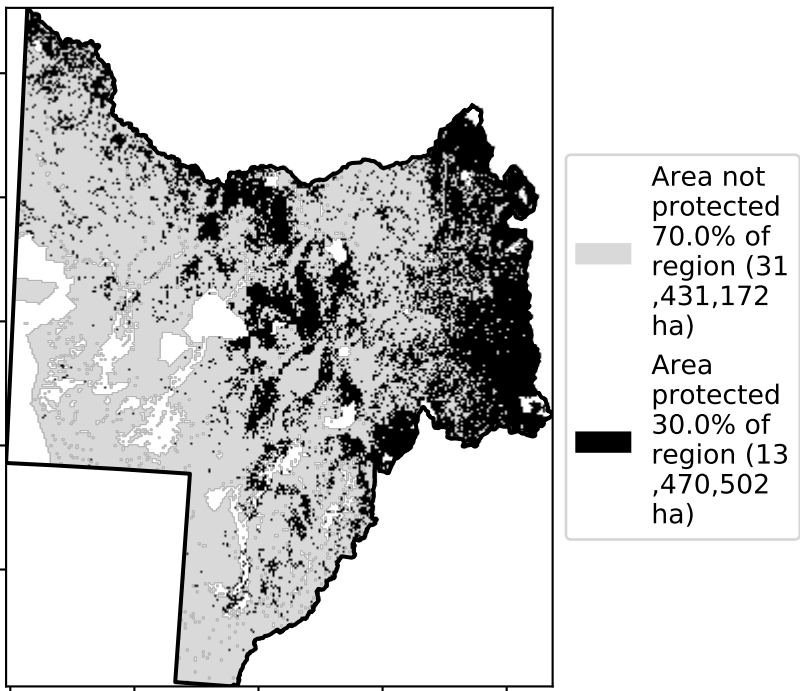 Area not
protected
70.0% of
region (31
,431,172
ha)
Area
protected
30.0% of
region (13
,470,502
ha)